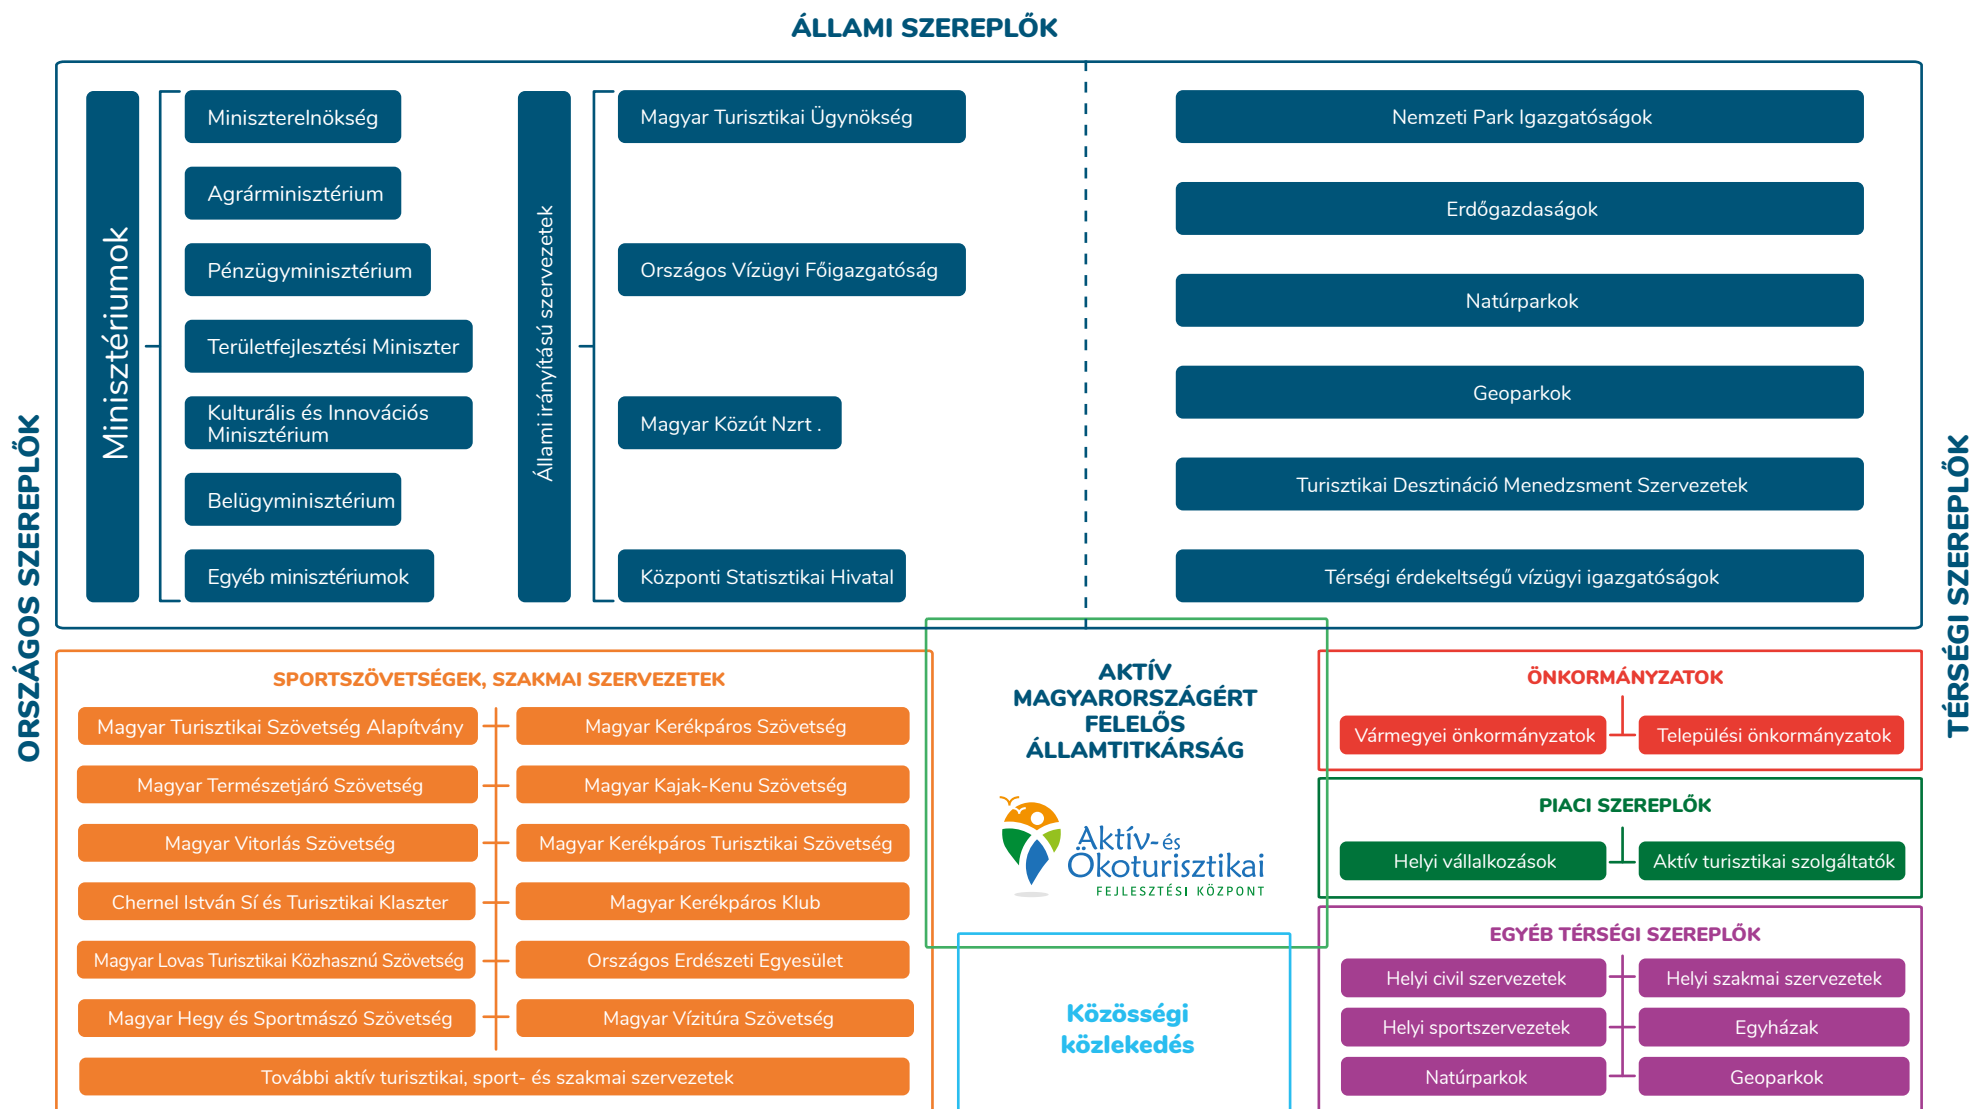 ÁLLAMI SZEREPLŐK
ORSZÁGOS SZEREPLŐK
Minisztériumok
Miniszterelnökség
Agrárminisztérium
Pénzügyminisztérium
Területfejlesztési Miniszter
Kulturális és Innovációs
Minisztérium
Belügyminisztérium
Egyéb minisztériumok
Állami irányítású szervezetek
Magyar Turisztikai Ügynökség
Országos Vízügyi Főigazgatóság
Magyar Közút Nzrt .
Központi Statisztikai Hivatal
Nemzeti Park Igazgatóságok
Erdőgazdaságok
Natúrparkok
Geoparkok
Turisztikai Desztináció Menedzsment Szervezetek
Térségi érdekeltségű vízügyi igazgatóságok
TÉRSÉGI SZEREPLŐK
SPORTSZÖVETSÉGEK, SZAKMAI SZERVEZETEK
Magyar Turisztikai Szövetség Alapítvány
Magyar Kerékpáros Szövetség
Magyar Természetjáró Szövetség
Magyar Kajak-Kenu Szövetség
Magyar Vitorlás Szövetség
Magyar Kerékpáros Turisztikai Szövetség
Chernel István Sí és Turisztikai Klaszter
Magyar Kerékpáros Klub
Magyar Lovas Turisztikai Közhasznú Szövetség
Országos Erdészeti Egyesület
Magyar Hegy és Sportmászó Szövetség
Magyar Vízitúra Szövetség
További aktív turisztikai, sport- és szakmai szervezetek
AKTÍV
MAGYARORSZÁGÉRT
FELELŐS
ÁLLAMTITKÁRSÁG
Aktív- és
Ökoturisztikai
FEJLESZTÉSI KÖZPONT
Közösségi
közlekedés
ÖNKORMÁNYZATOK
Vármegyei önkormányzatok
Települési önkormányzatok
PIACI SZEREPLŐK
Helyi vállalkozások
Aktív turisztikai szolgáltatók
EGYÉB TÉRSÉGI SZEREPLŐK
Helyi civil szervezetek
Helyi szakmai szervezetek
Helyi sportszervezetek
Egyházak
Natúrparkok
Geoparkok